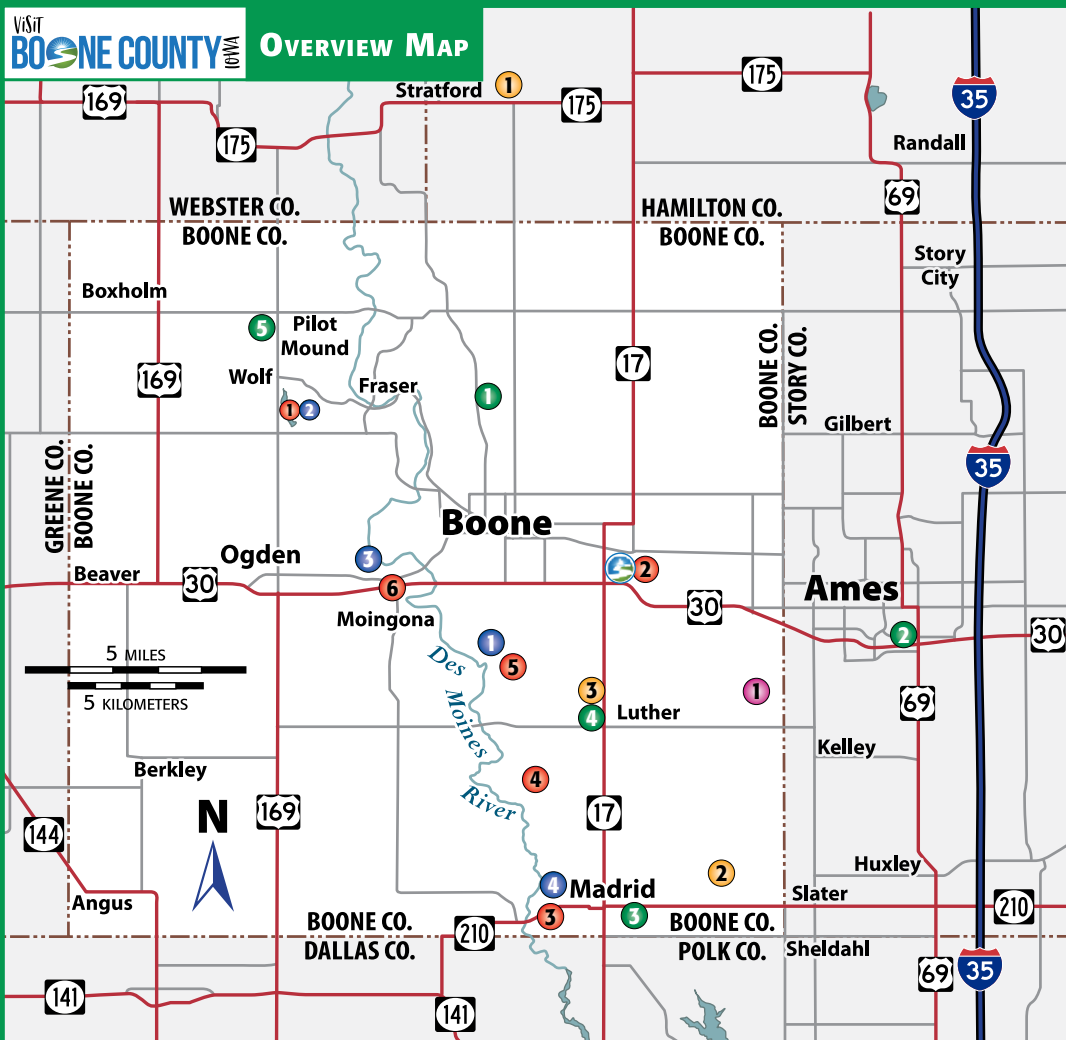 VISIT
BOONE COUNTY
IOWA
OVERVIEW MAP
Stratford
1
175
35
169
175
175
Randall
69
WEBSTER CO.
BOONE CO.
HAMILTON CO.
BOONE CO.
Story
City
Boxholm
5
Pilot
Mound
17
169
Wolf
Fraser
1
1
2
BOONE CO.
STORY CO.
Gilbert
35
GREENE CO.
BOONE CO.
Boone
Ogden
3
2
Beaver
30
6
Ames
30
Moingona
2
30
1
5
5 MILES
5 KILOMETERS
Des
Moines
River
3
4
Luther
1
69
Kelley
Berkley
4
169
N
17
144
Huxley
2
4
Madrid
Angus
3
3
Slater
210
BOONE CO.
DALLAS CO.
210
BOONE CO.
POLK CO.
Sheldahl
69
35
141
141